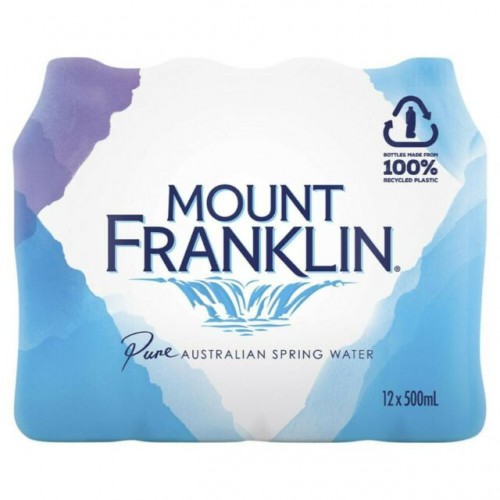 BOTTLES MADE FROM
100%
RECYCLED PLASTIC
MOUNT
FRANKLIN®
Pure AUSTRALIAN SPRING WATER
12 x 500mL